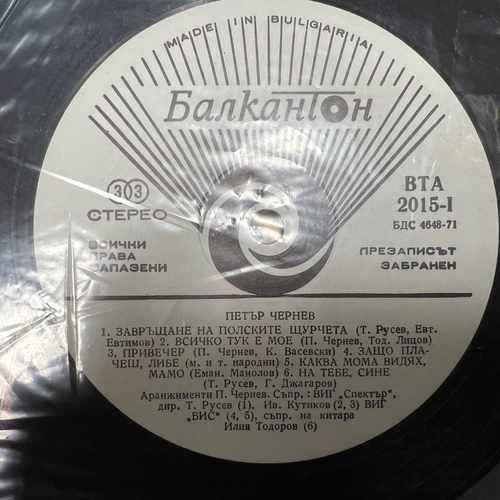 MADE IN BULGARIA
Балкантон
33
СТЕРЕО
ВТА
2015-I
БДС 4648-71
ВСИЧКИ
ПРАВА
ЗАПАЗЕНИ
ПРЕЗАПИСЪТ
ЗАБРАНЕН
ПЕТЪР ЧЕРНЕВ
1. ЗАВРЪЩАНЕ НА ПОЛСКИТЕ ЩУРЧЕТА (Т. Русев, Евт.
Евтимов) 2. ВСИЧКО ТУК Е МОЕ (П. Чернев, Тод. Лицов)
3. ПРИВЕЧЕР (П. Чернев, К. Васевски) 4. ЗАЩО ПЛА-
ЧЕШ, ЛИБЕ (м. и т. народни) 5. КАКВА МОМА ВИДЯХ,
МАМО (Еман. Манолов) 6. НА ТЕБЕ, СИНЕ
(Т. Русев, Г. Джагаров)
Аранжименти П. Чернев. Съпр.: ВИГ „Спектър",
дир. Т. Русев (1). Ив. Кутиков (2, 3) ВИГ
„БИС" (4, 5), съпр. на китара
Илия Тодоров (6)